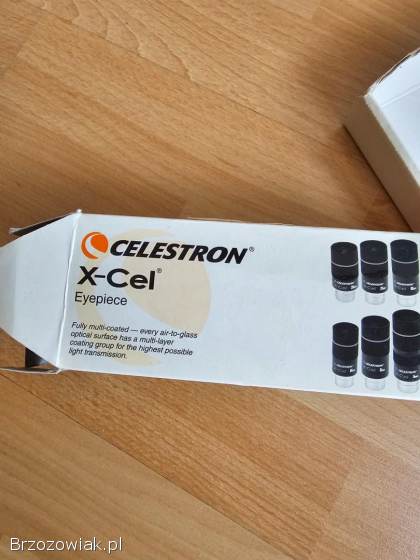 CELESTRON®
X-Cel®
Eyepiece
Fully multi-coated — every air-to-glass
optical surface has a multi-layer
coating group for the highest possible
light transmission.
Brzozowiak.pl